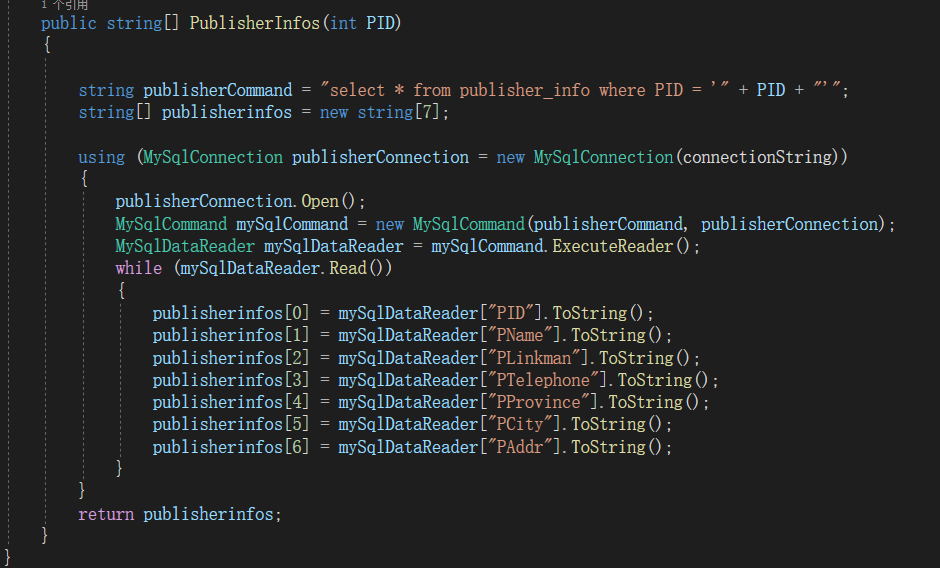 1 个引用
public string[] PublisherInfos(int PID)
{
string publisherCommand = "select * from publisher_info where PID = '" + PID + "'";
string[] publisherinfos = new string[7];
using (MySqlConnection publisherConnection = new MySqlConnection(connectionString))
{
publisherConnection.Open();
MySqlCommand mySqlCommand = new MySqlCommand(publisherCommand, publisherConnection);
MySqlDataReader mySqlDataReader = mySqlCommand.ExecuteReader();
while (mySqlDataReader.Read())
{
publisherinfos[0] = mySqlDataReader["PID"].ToString();
publisherinfos[1] = mySqlDataReader["PName"].ToString();
publisherinfos[2] = mySqlDataReader["PLinkman"].ToString();
publisherinfos[3] = mySqlDataReader["PTelephone"].ToString();
publisherinfos[4] = mySqlDataReader["PProvince"].ToString();
publisherinfos[5] = mySqlDataReader["PCity"].ToString();
publisherinfos[6] = mySqlDataReader["PAddr"].ToString();
}
}
return publisherinfos;
}
}